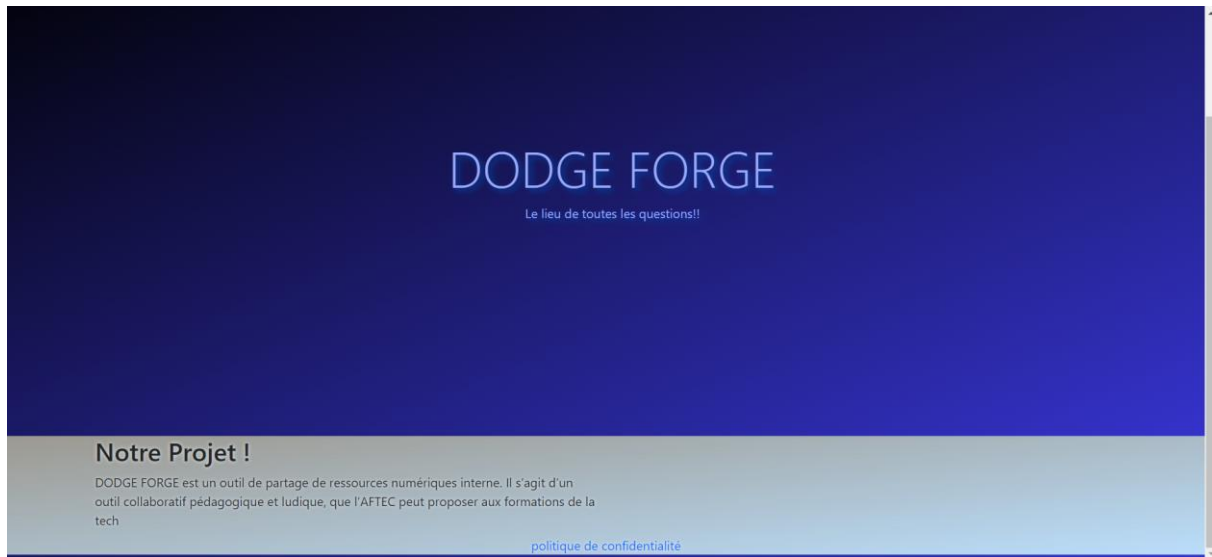 DODGE FORGE
Le lieu de toutes les questions!!
Notre Projet !
DODGE FORGE est un outil de partage de ressources numériques interne. Il s'agit d'un
outil collaboratif pédagogique et ludique, que l'AFTEC peut proposer aux formations de la
tech
politique de confidentialité